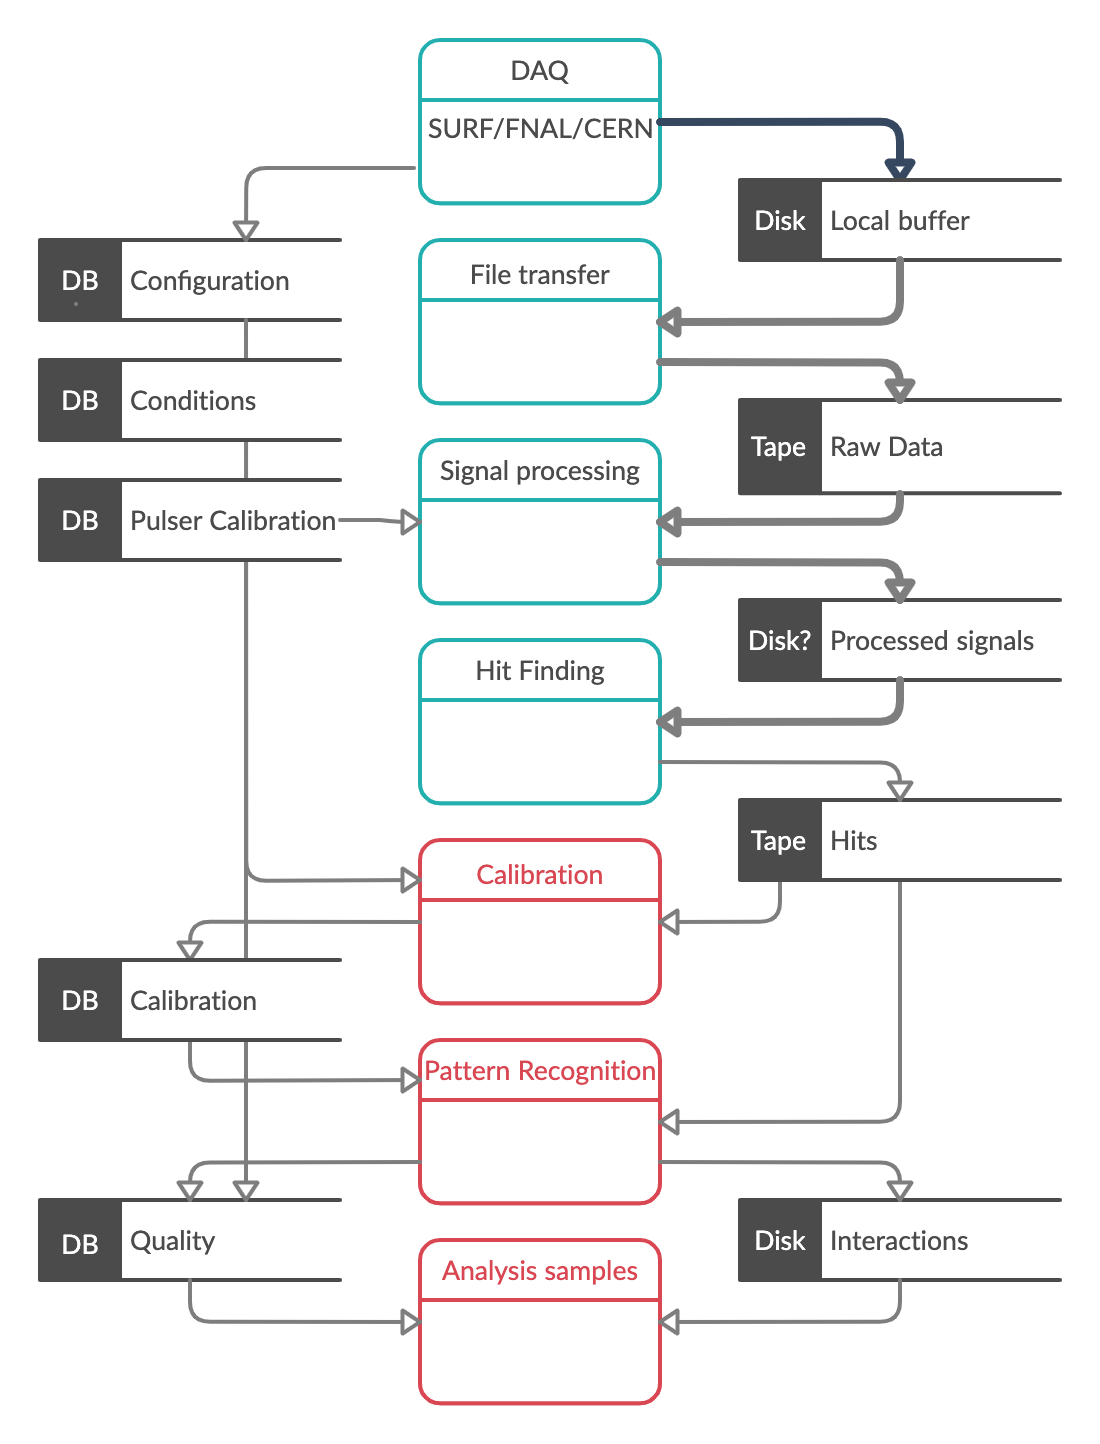 DAQ
SURF/FNAL/CERN
Disk Local buffer
DB Configuration
File transfer
DB Conditions
Tape Raw Data
Signal processing
DB Pulser Calibration
Disk? Processed signals
Hit Finding
Tape Hits
Calibration
DB Calibration
Pattern Recognition
DB Quality
Disk Interactions
Analysis samples